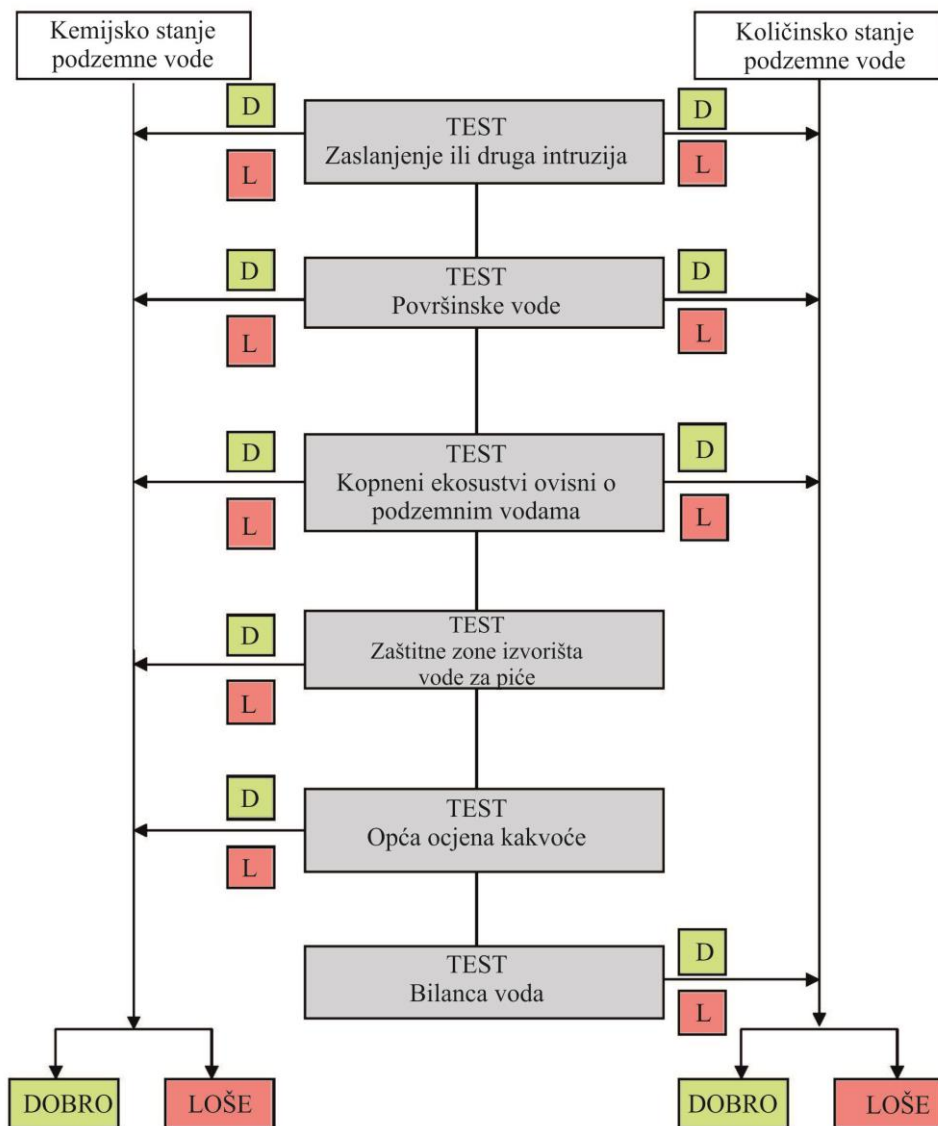 Kemijsko stanje
podzemne vode
Količinsko stanje
podzemne vode
D
L
TEST
Zaslanjenje ili druga intruzija
D
L
D
L
TEST
Površinske vode
D
L
D
L
TEST
Kopneni ekosustvi ovisni o
podzemnim vodama
D
L
D
L
TEST
Zaštitne zone izvorišta
vode za piće
D
L
TEST
Opća ocjena kakvoće
TEST
Bilanca voda
D
L
DOBRO
LOŠE
DOBRO
LOŠE